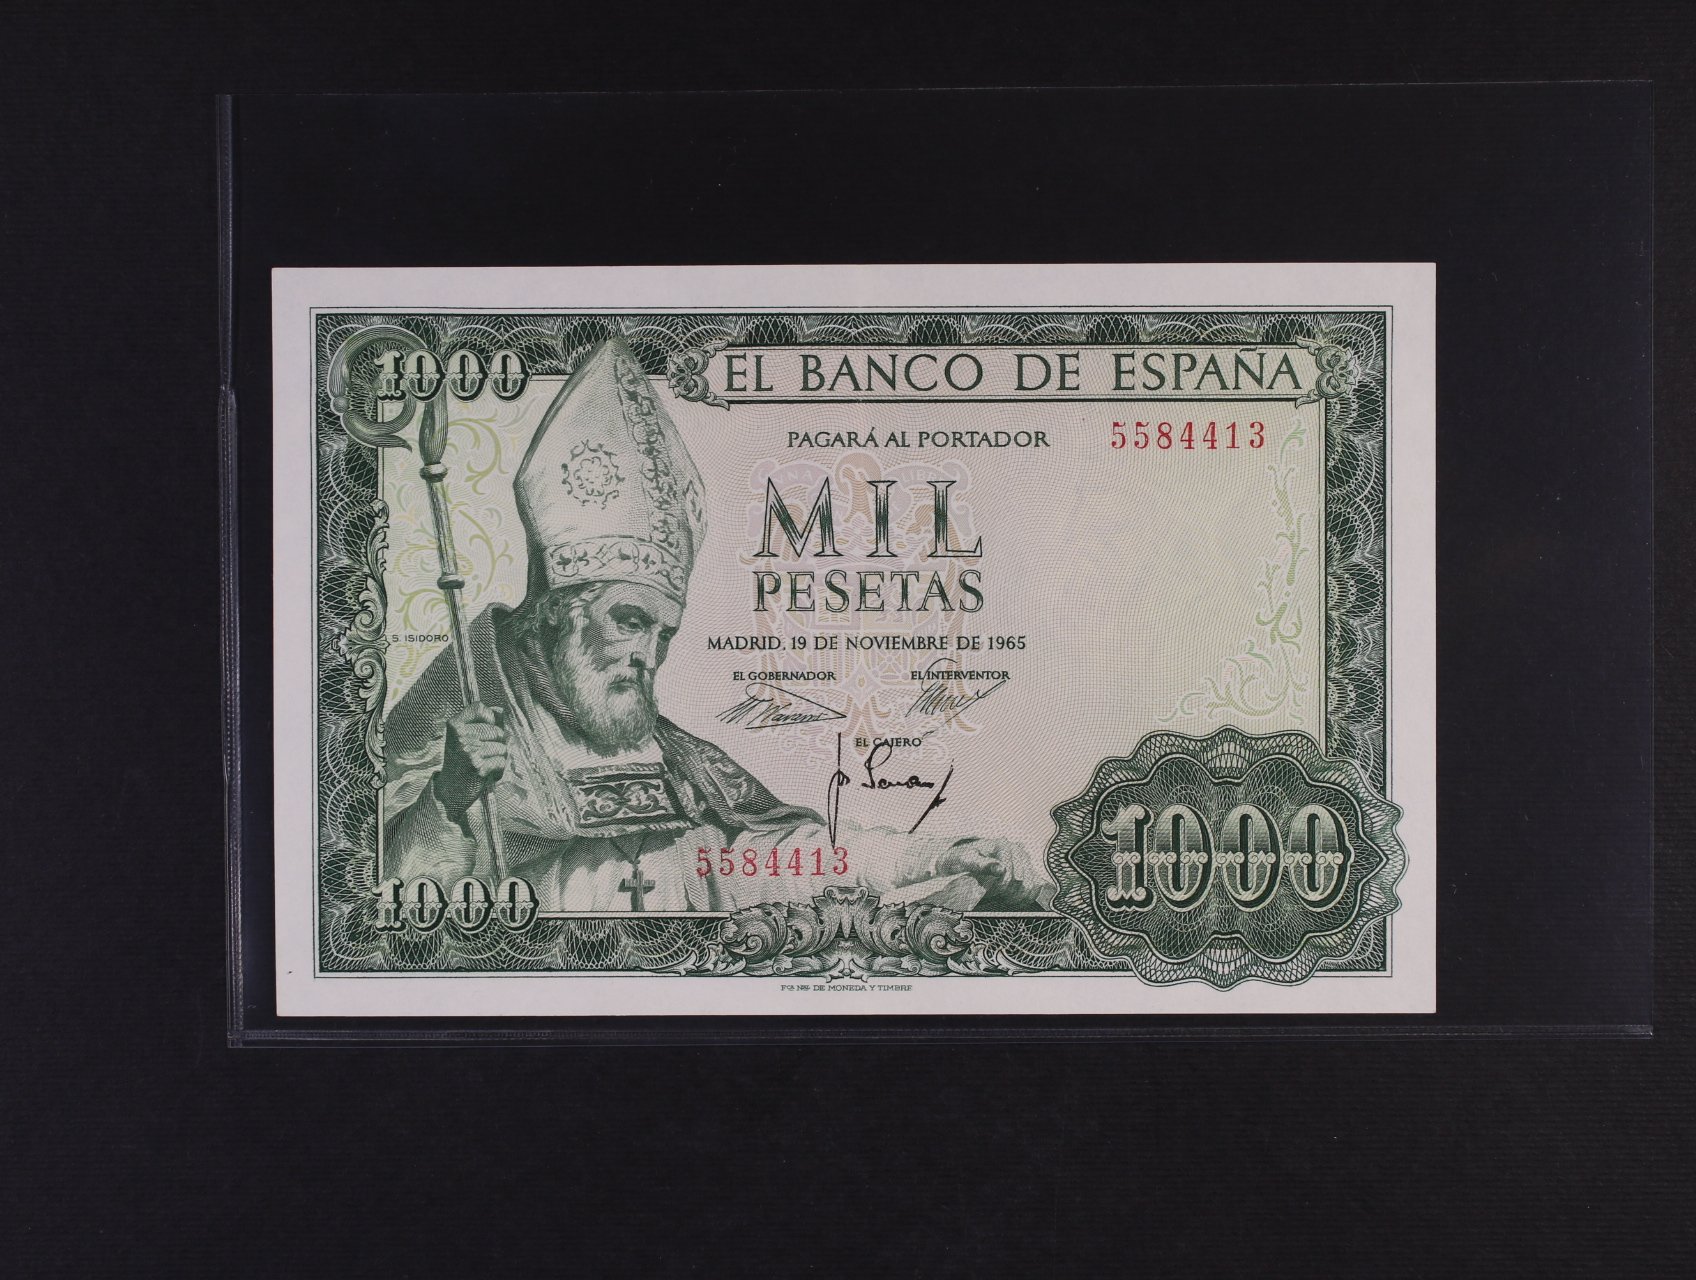 1000
EL BANCO DE ESPAÑA
PAGARÁ AL PORTADOR 5584413
MIL
PESETAS
S. ISIDORO
MADRID, 19 DE NOVIEMBRE DE 1965
EL GOBERNADOR EL INTERVENTOR
EL CAJERO
5584413
1000
1000
Fca. Nal. DE MONEDA Y TIMBRE